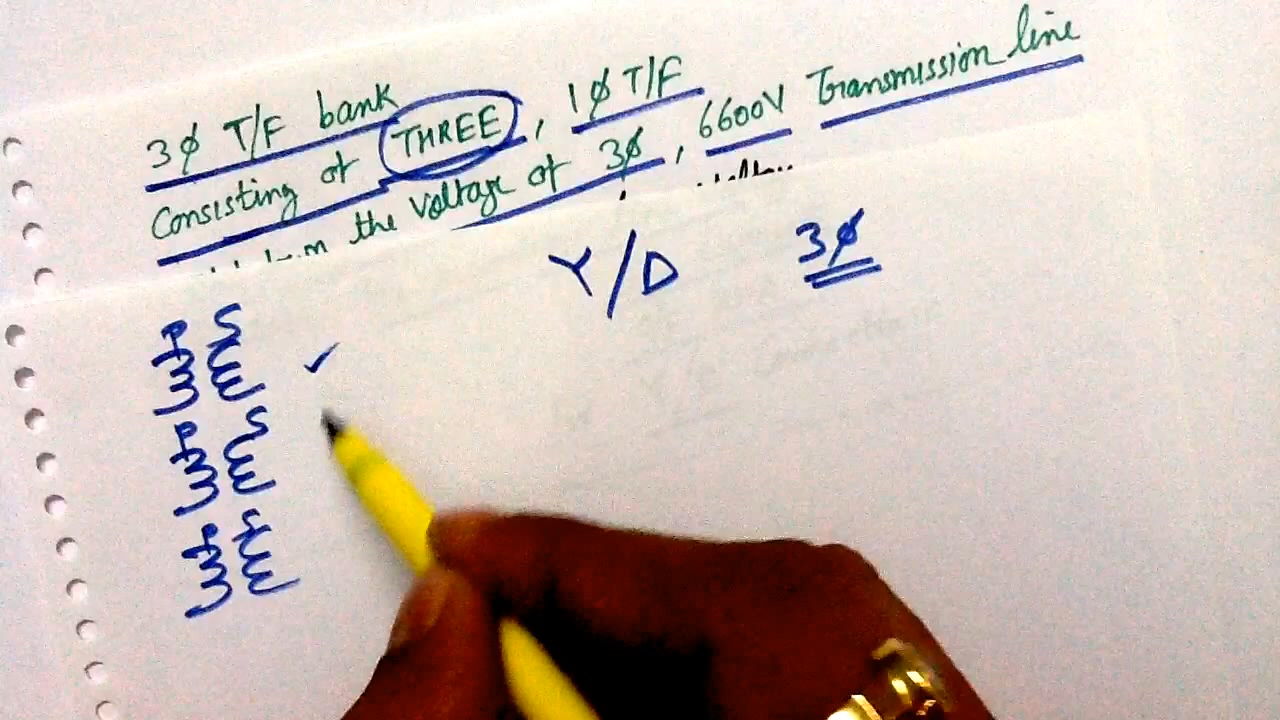 3ϕ T/F bank
consisting of THREE, 1ϕ T/F
the voltage of 3ϕ, 6600V Transmission line
Y/D 3ϕ